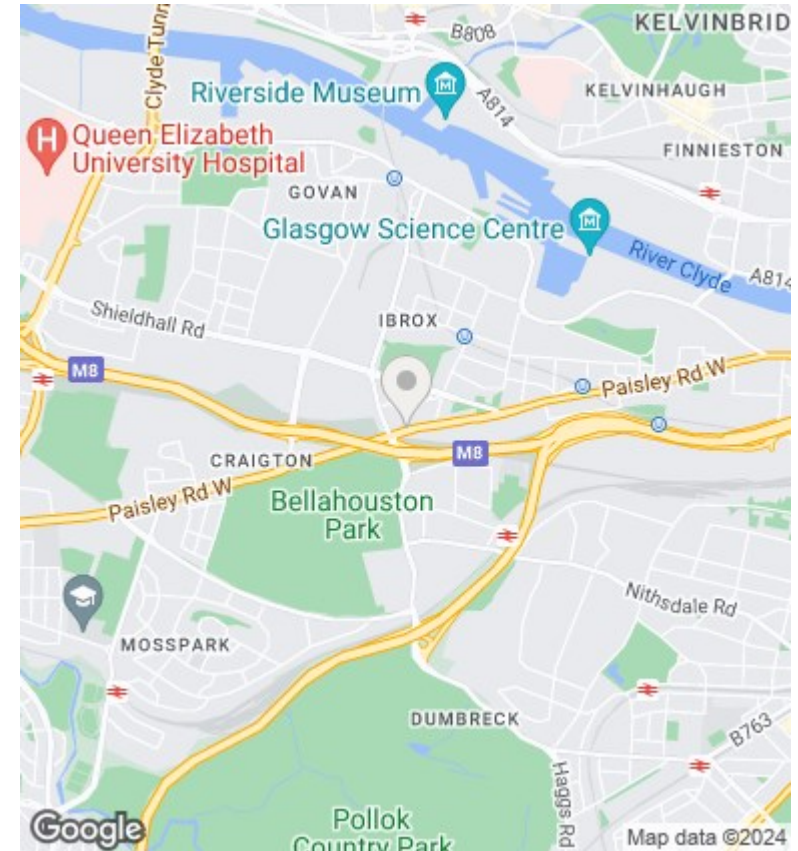 Clyde Tunn
B808
KELVINBRID
Riverside Museum
A814
KELVINHAUGH
H
Queen Elizabeth
University Hospital
FINNIESTON
GOVAN
Glasgow Science Centre
River Clyde
A814
Shieldhall Rd
IBROX
M8
Paisley Rd W
CRAIGTON
M8
Paisley Rd W
Bellahouston
Park
Nithsdale Rd
MOSSPARK
DUMBRECK
B763
Haggs Rd
Pollok
Country Park
Google
Map data ©2024